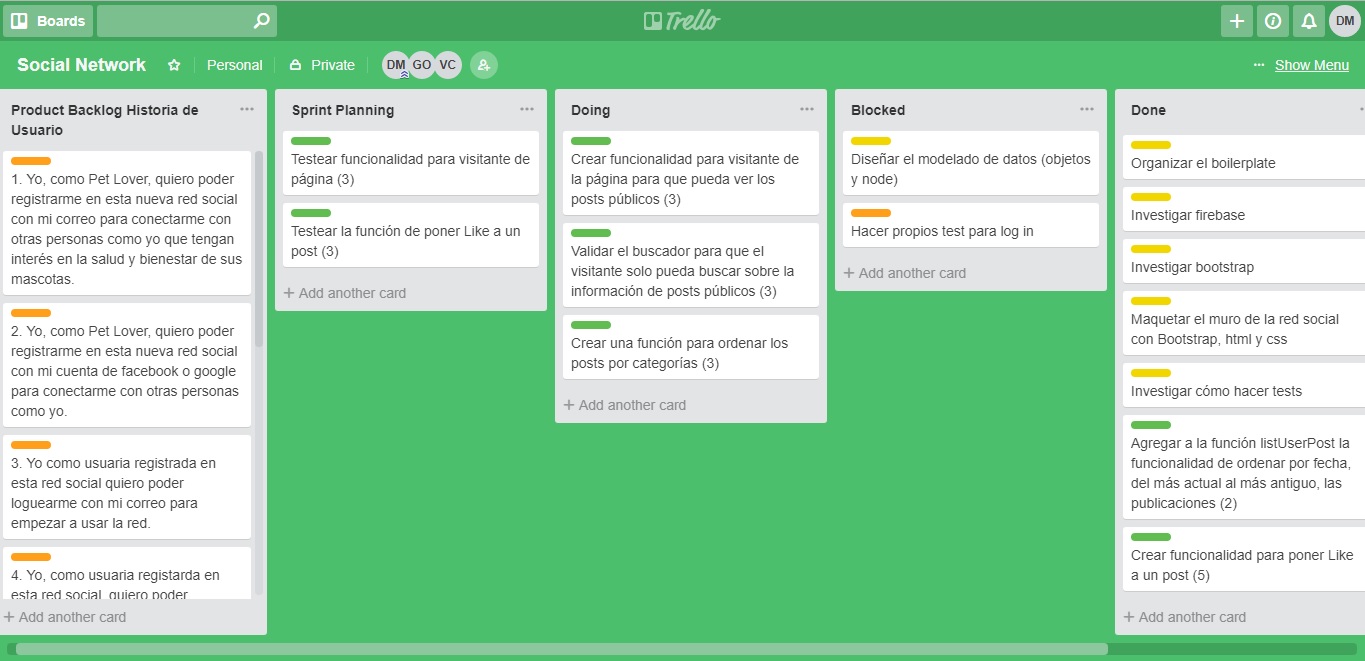 Boards
Trello
DM
Social Network
Personal
Private
DM GO VC
... Show Menu
Product Backlog Historia de
Usuario
1. Yo, como Pet Lover, quiero poder
registrarme en esta nueva red social
con mi correo para conectarme con
otras personas como yo que tengan
interés en la salud y bienestar de sus
mascotas.
2. Yo, como Pet Lover, quiero poder
registrarme en esta nueva red social
con mi cuenta de facebook o google
para conectarme con otras personas
como yo.
3. Yo como usuaria registrada en
esta red social quiero poder
loguearme con mi correo para
empezar a usar la red.
4. Yo, como usuaria registarda en
esta red social, quiero poder
+ Add another card
Sprint Planning
Testear funcionalidad para visitante de
página (3)
Testear la función de poner Like a un
post (3)
+ Add another card
Doing
Crear funcionalidad para visitante de
la página para que pueda ver los
posts públicos (3)
Validar el buscador para que el
visitante solo pueda buscar sobre la
información de posts públicos (3)
Crear una función para ordenar los
posts por categorías (3)
+ Add another card
Blocked
Diseñar el modelado de datos (objetos
y node)
Hacer propios test para log in
+ Add another card
Done
Organizar el boilerplate
Investigar firebase
Investigar bootstrap
Maquetar el muro de la red social
con Bootstrap, html y css
Investigar cómo hacer tests
Agregar a la función listUserPost la
funcionalidad de ordenar por fecha,
del más actual al más antiguo, las
publicaciones (2)
Crear funcionalidad para poner Like
a un post (5)
+ Add another card